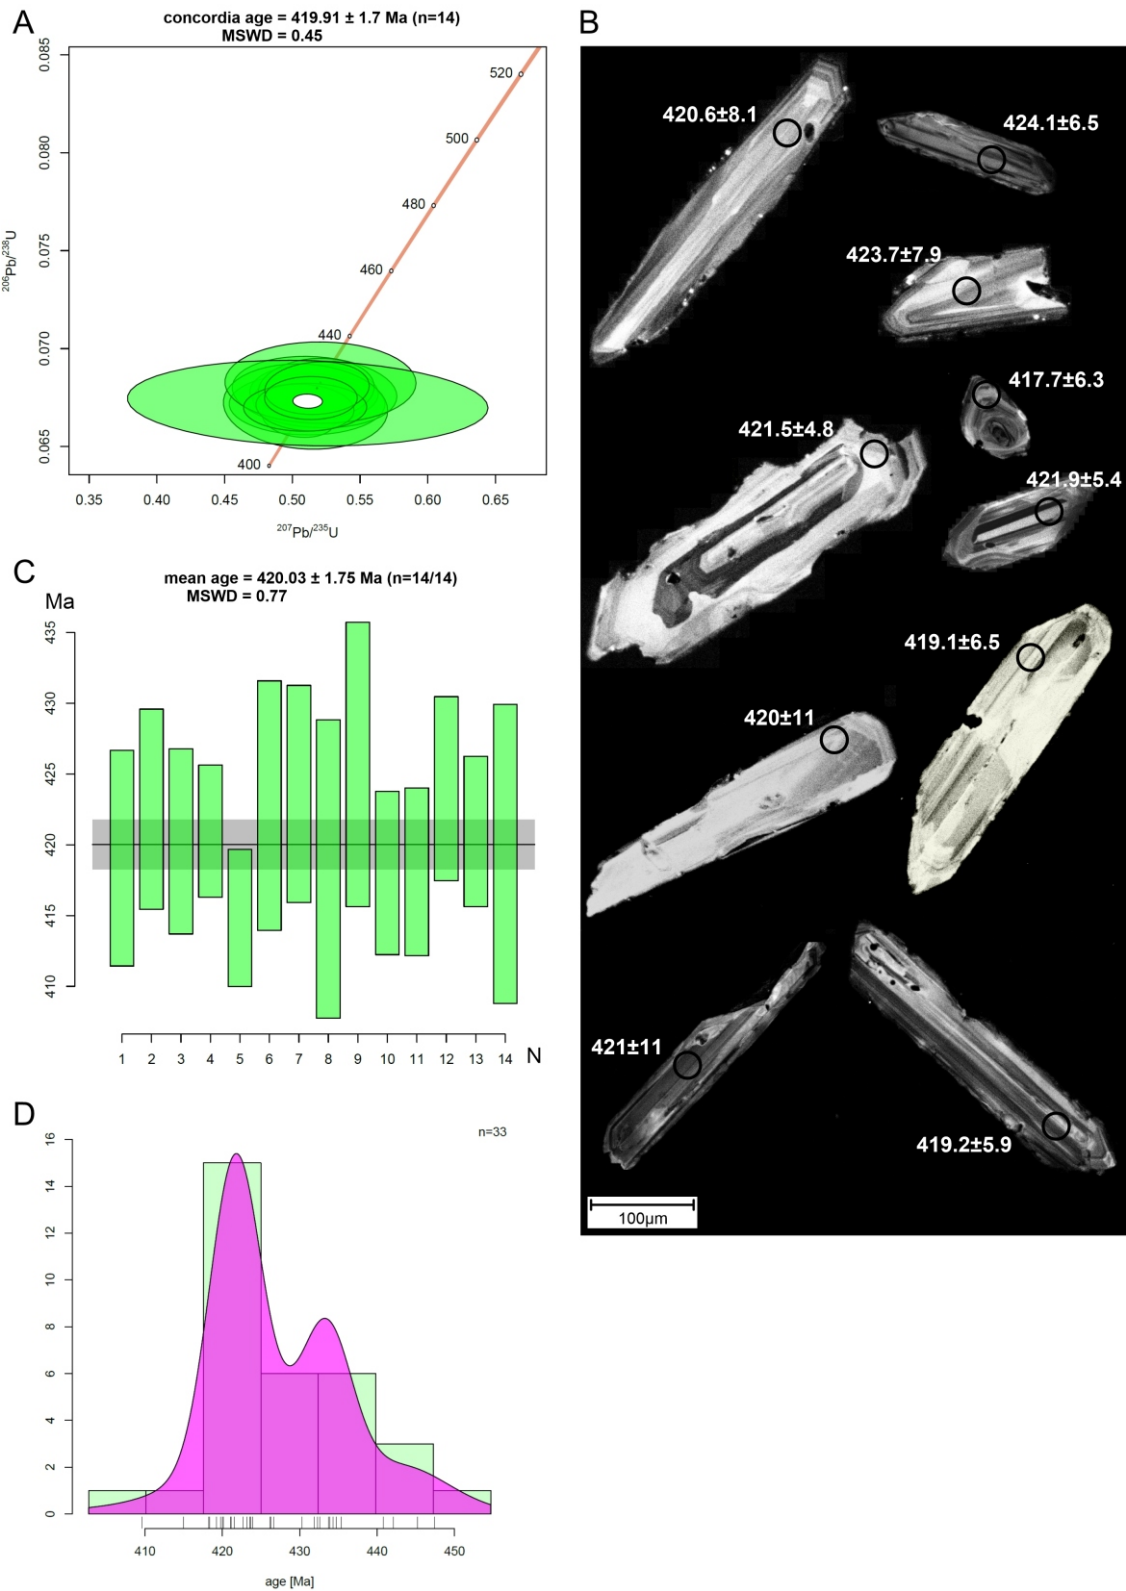 A
concordia age = 419.91 ± 1.7 Ma (n=14)
MSWD = 0.45
0.085
0.080
0.075
0.070
0.065
²⁰⁶Pb/²³⁸U
520
500
480
460
440
400
0.35 0.40 0.45 0.50 0.55 0.60 0.65
²⁰⁷Pb/²³⁵U
B
420.6±8.1
424.1±6.5
423.7±7.9
417.7±6.3
421.5±4.8
421.9±5.4
419.1±6.5
420±11
421±11
419.2±5.9
100µm
C
mean age = 420.03 ± 1.75 Ma (n=14/14)
MSWD = 0.77
Ma
435
430
425
420
415
410
1 2 3 4 5 6 7 8 9 10 11 12 13 14 N
D
n=33
16
14
12
10
8
6
4
2
0
410 420 430 440 450
age [Ma]